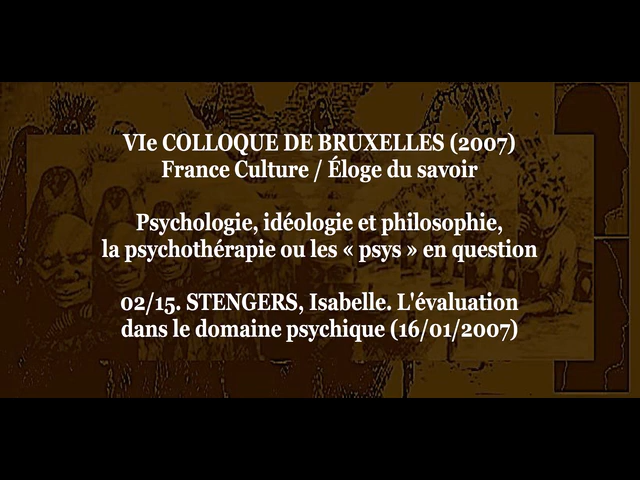 VIe COLLOQUE DE BRUXELLES (2007)
France Culture / Éloge du savoir
Psychologie, idéologie et philosophie,
la psychothérapie ou les « psys » en question
02/15. STENGERS, Isabelle. L'évaluation
dans le domaine psychique (16/01/2007)